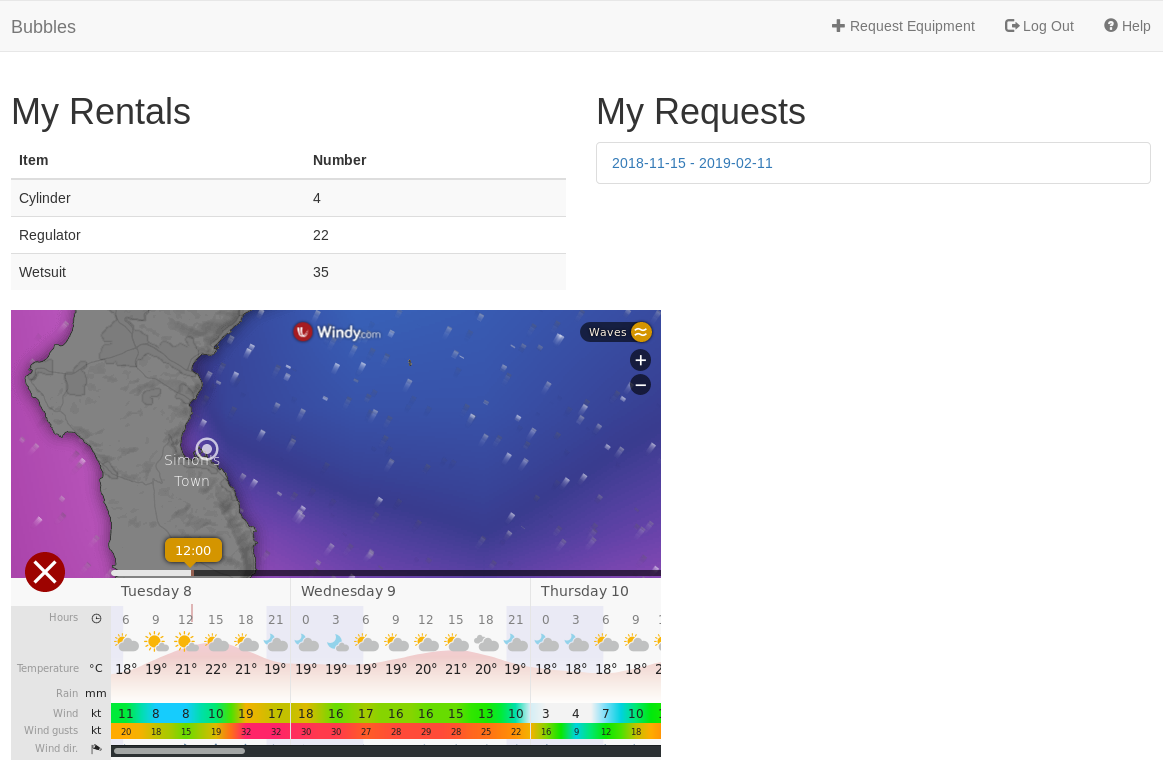 Bubbles
Request Equipment Log Out Help
My Rentals
Item Number
Cylinder 4
Regulator 22
Wetsuit 35
My Requests
2018-11-15 - 2019-02-11
Windy.com
Waves
Simon's
Town
12:00
Tuesday 8 Wednesday 9 Thursday 10
Hours 6 9 12 15 18 21 0 3 6 9 12 15 18 21 0 3 6 9
Temperature °C 18° 19° 21° 22° 21° 19° 19° 19° 19° 19° 20° 21° 20° 19° 18° 18° 18° 18°
Rain mm
Wind kt 11 8 8 10 19 17 18 16 17 16 16 15 13 10 3 4 7 10
Wind gusts kt 20 18 15 19 32 32 30 30 27 28 29 28 25 22 16 9 12 18
Wind dir.